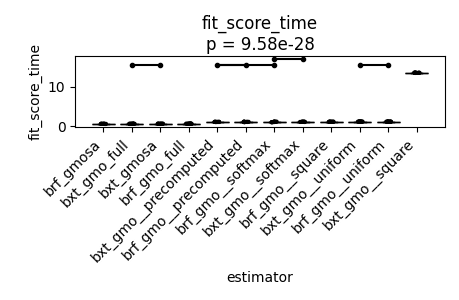 fit_score_time
p = 9.58e-28
fit_score_time
10
0
brf_gmosa
bxt_gmo_full
bxt_gmosa
brf_gmo_full
bxt_gmo__precomputed
brf_gmo__precomputed
brf_gmo__softmax
bxt_gmo__softmax
brf_gmo__square
bxt_gmo__uniform
brf_gmo__uniform
bxt_gmo__square
estimator